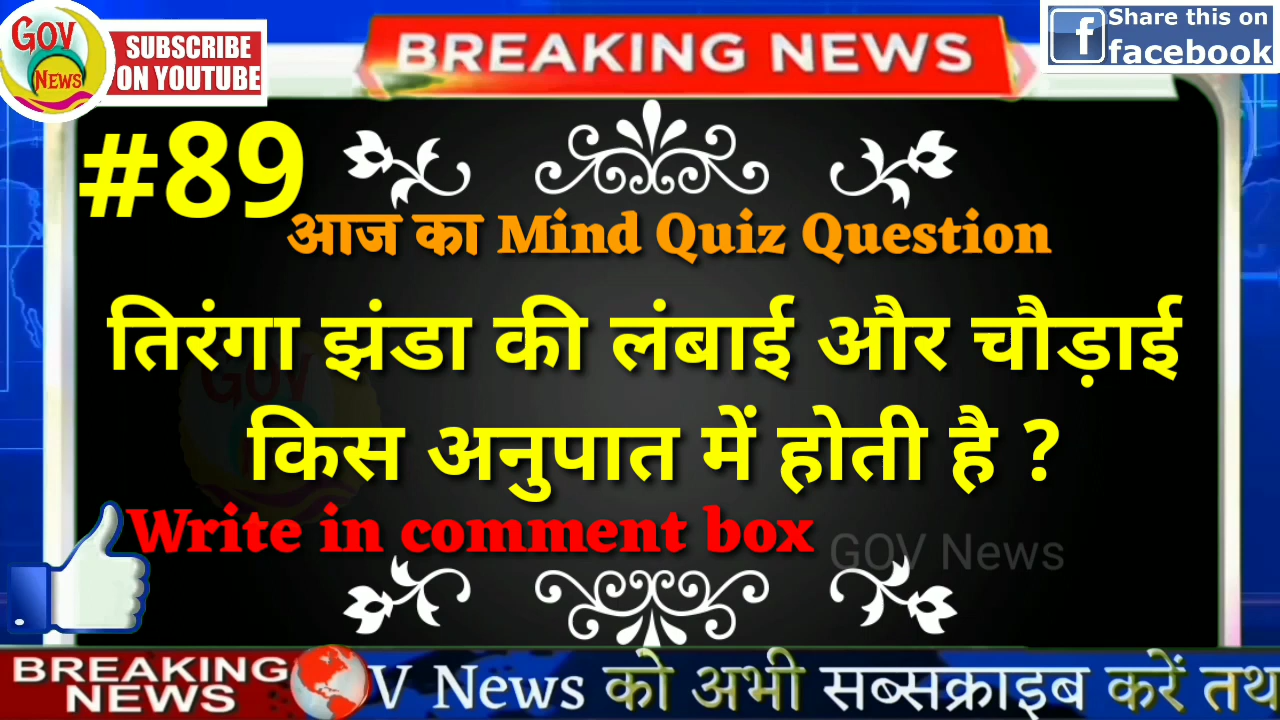 GOV
NEWS
SUBSCRIBE
ON YOUTUBE
BREAKING NEWS
Share this on
facebook
#89
आज का Mind Quiz Question
तिरंगा झंडा की लंबाई और चौड़ाई
किस अनुपात में होती है ?
Write in comment box
GOV News
BREAKING
NEWS
V News को अभी सब्सक्राइब करें तथ